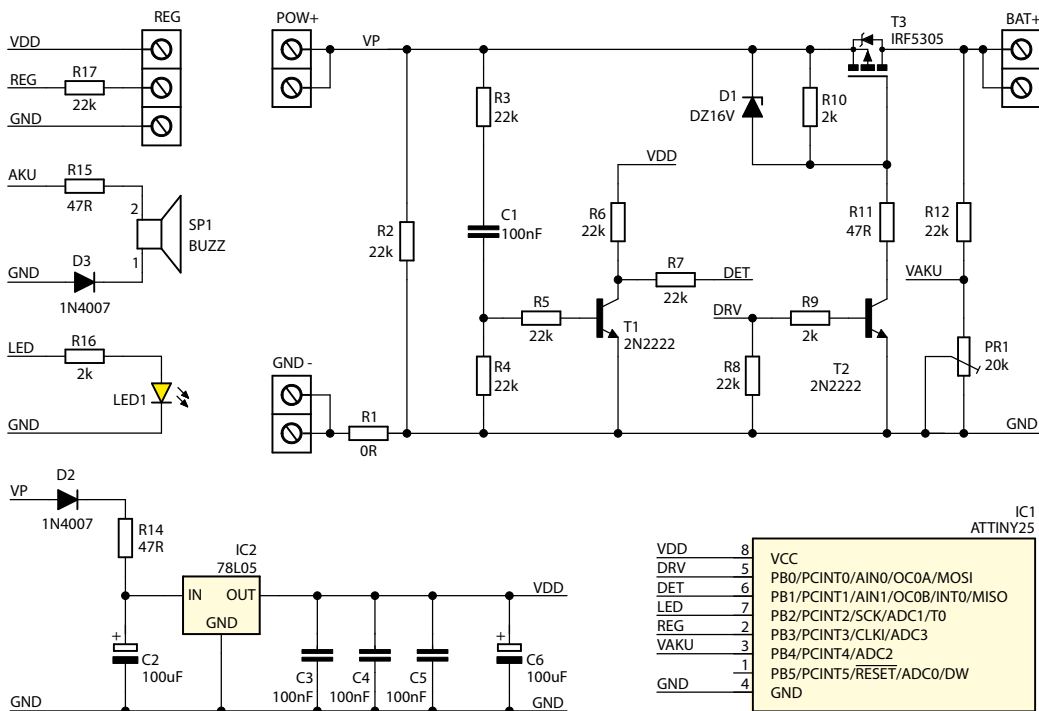 REG
VDD
REG
R17
22k
GND
AKU
R15
47R
2
SP1
BUZZ
1
GND
D3
1N4007
LED
R16
2k
LED1
GND
POW+
VP
R3
22k
C1
100nF
R2
22k
R4
22k
R5
22k
GND -
R1
0R
VDD
R6
22k
R7
22k
DET
T1
2N2222
T3
IRF5305
BAT+
D1
DZ16V
R10
2k
R11
47R
R12
22k
VAKU
DRV
R9
2k
R8
22k
T2
2N2222
PR1
20k
GND
VP
D2
1N4007
R14
47R
IC2
78L05
IN OUT
GND
VDD
+
C2
100uF
C3
100nF
C4
100nF
C5
100nF
+
C6
100uF
GND
GND
IC1
ATTINY25
VDD 8 VCC
DRV 5 PB0/PCINT0/AIN0/OC0A/MOSI
DET 6 PB1/PCINT1/AIN1/OC0B/INT0/MISO
LED 7 PB2/PCINT2/SCK/ADC1/T0
REG 2 PB3/PCINT3/CLKI/ADC3
VAKU 3 PB4/PCINT4/ADC2
1 PB5/PCINT5/RESET/ADC0/DW
GND 4 GND